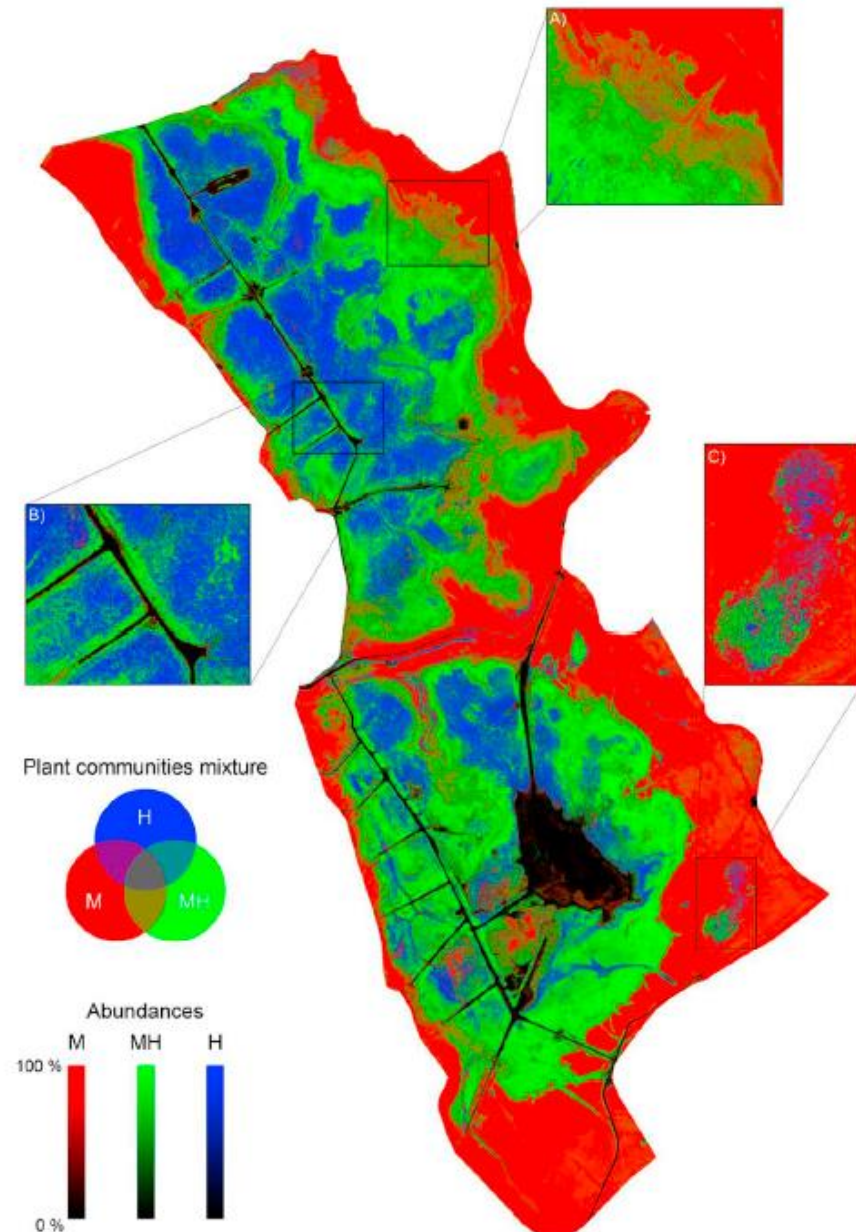 A)
B)
C)
Plant communities mixture
H
M
MH
Abundances
M MH H
100 %
0 %